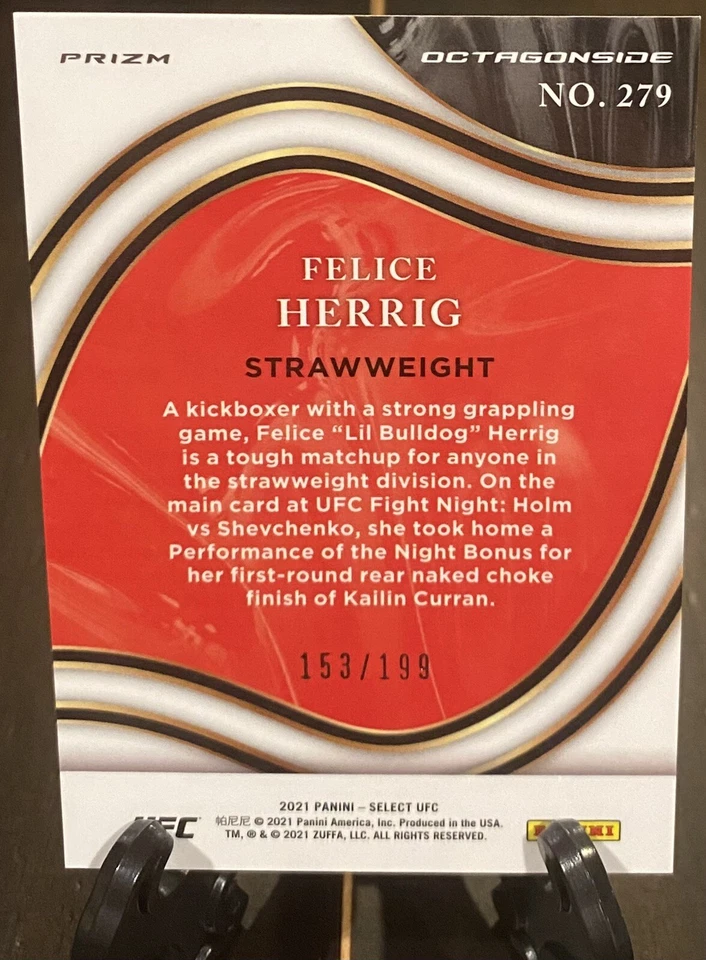 PRIZM
OCTAGONSIDE
NO. 279
FELICE
HERRIG
STRAWWEIGHT
A kickboxer with a strong grappling
game, Felice “Lil Bulldog” Herrig
is a tough matchup for anyone in
the strawweight division. On the
main card at UFC Fight Night: Holm
vs Shevchenko, she took home a
Performance of the Night Bonus for
her first-round rear naked choke
finish of Kailin Curran.
153/199
2021 PANINI – SELECT UFC
UFC
帕尼尼 © 2021 Panini America, Inc. Produced in the USA.
TM, ® & © 2021 ZUFFA, LLC. ALL RIGHTS RESERVED.
PANINI